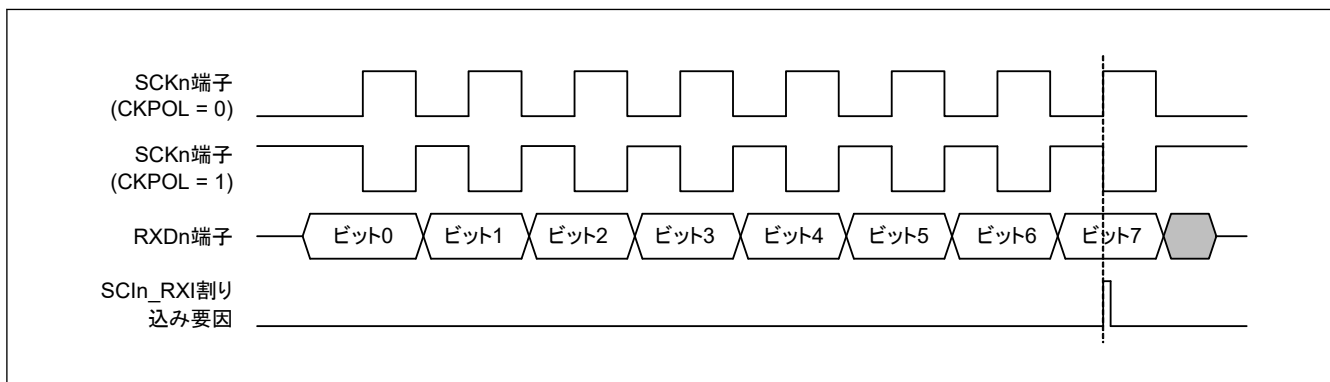 SCKn端子
(CKPOL = 0)
SCKn端子
(CKPOL = 1)
RXDn端子
ビット0 ビット1 ビット2 ビット3 ビット4 ビット5 ビット6 ビット7
SCIn_RXI割り
込み要因